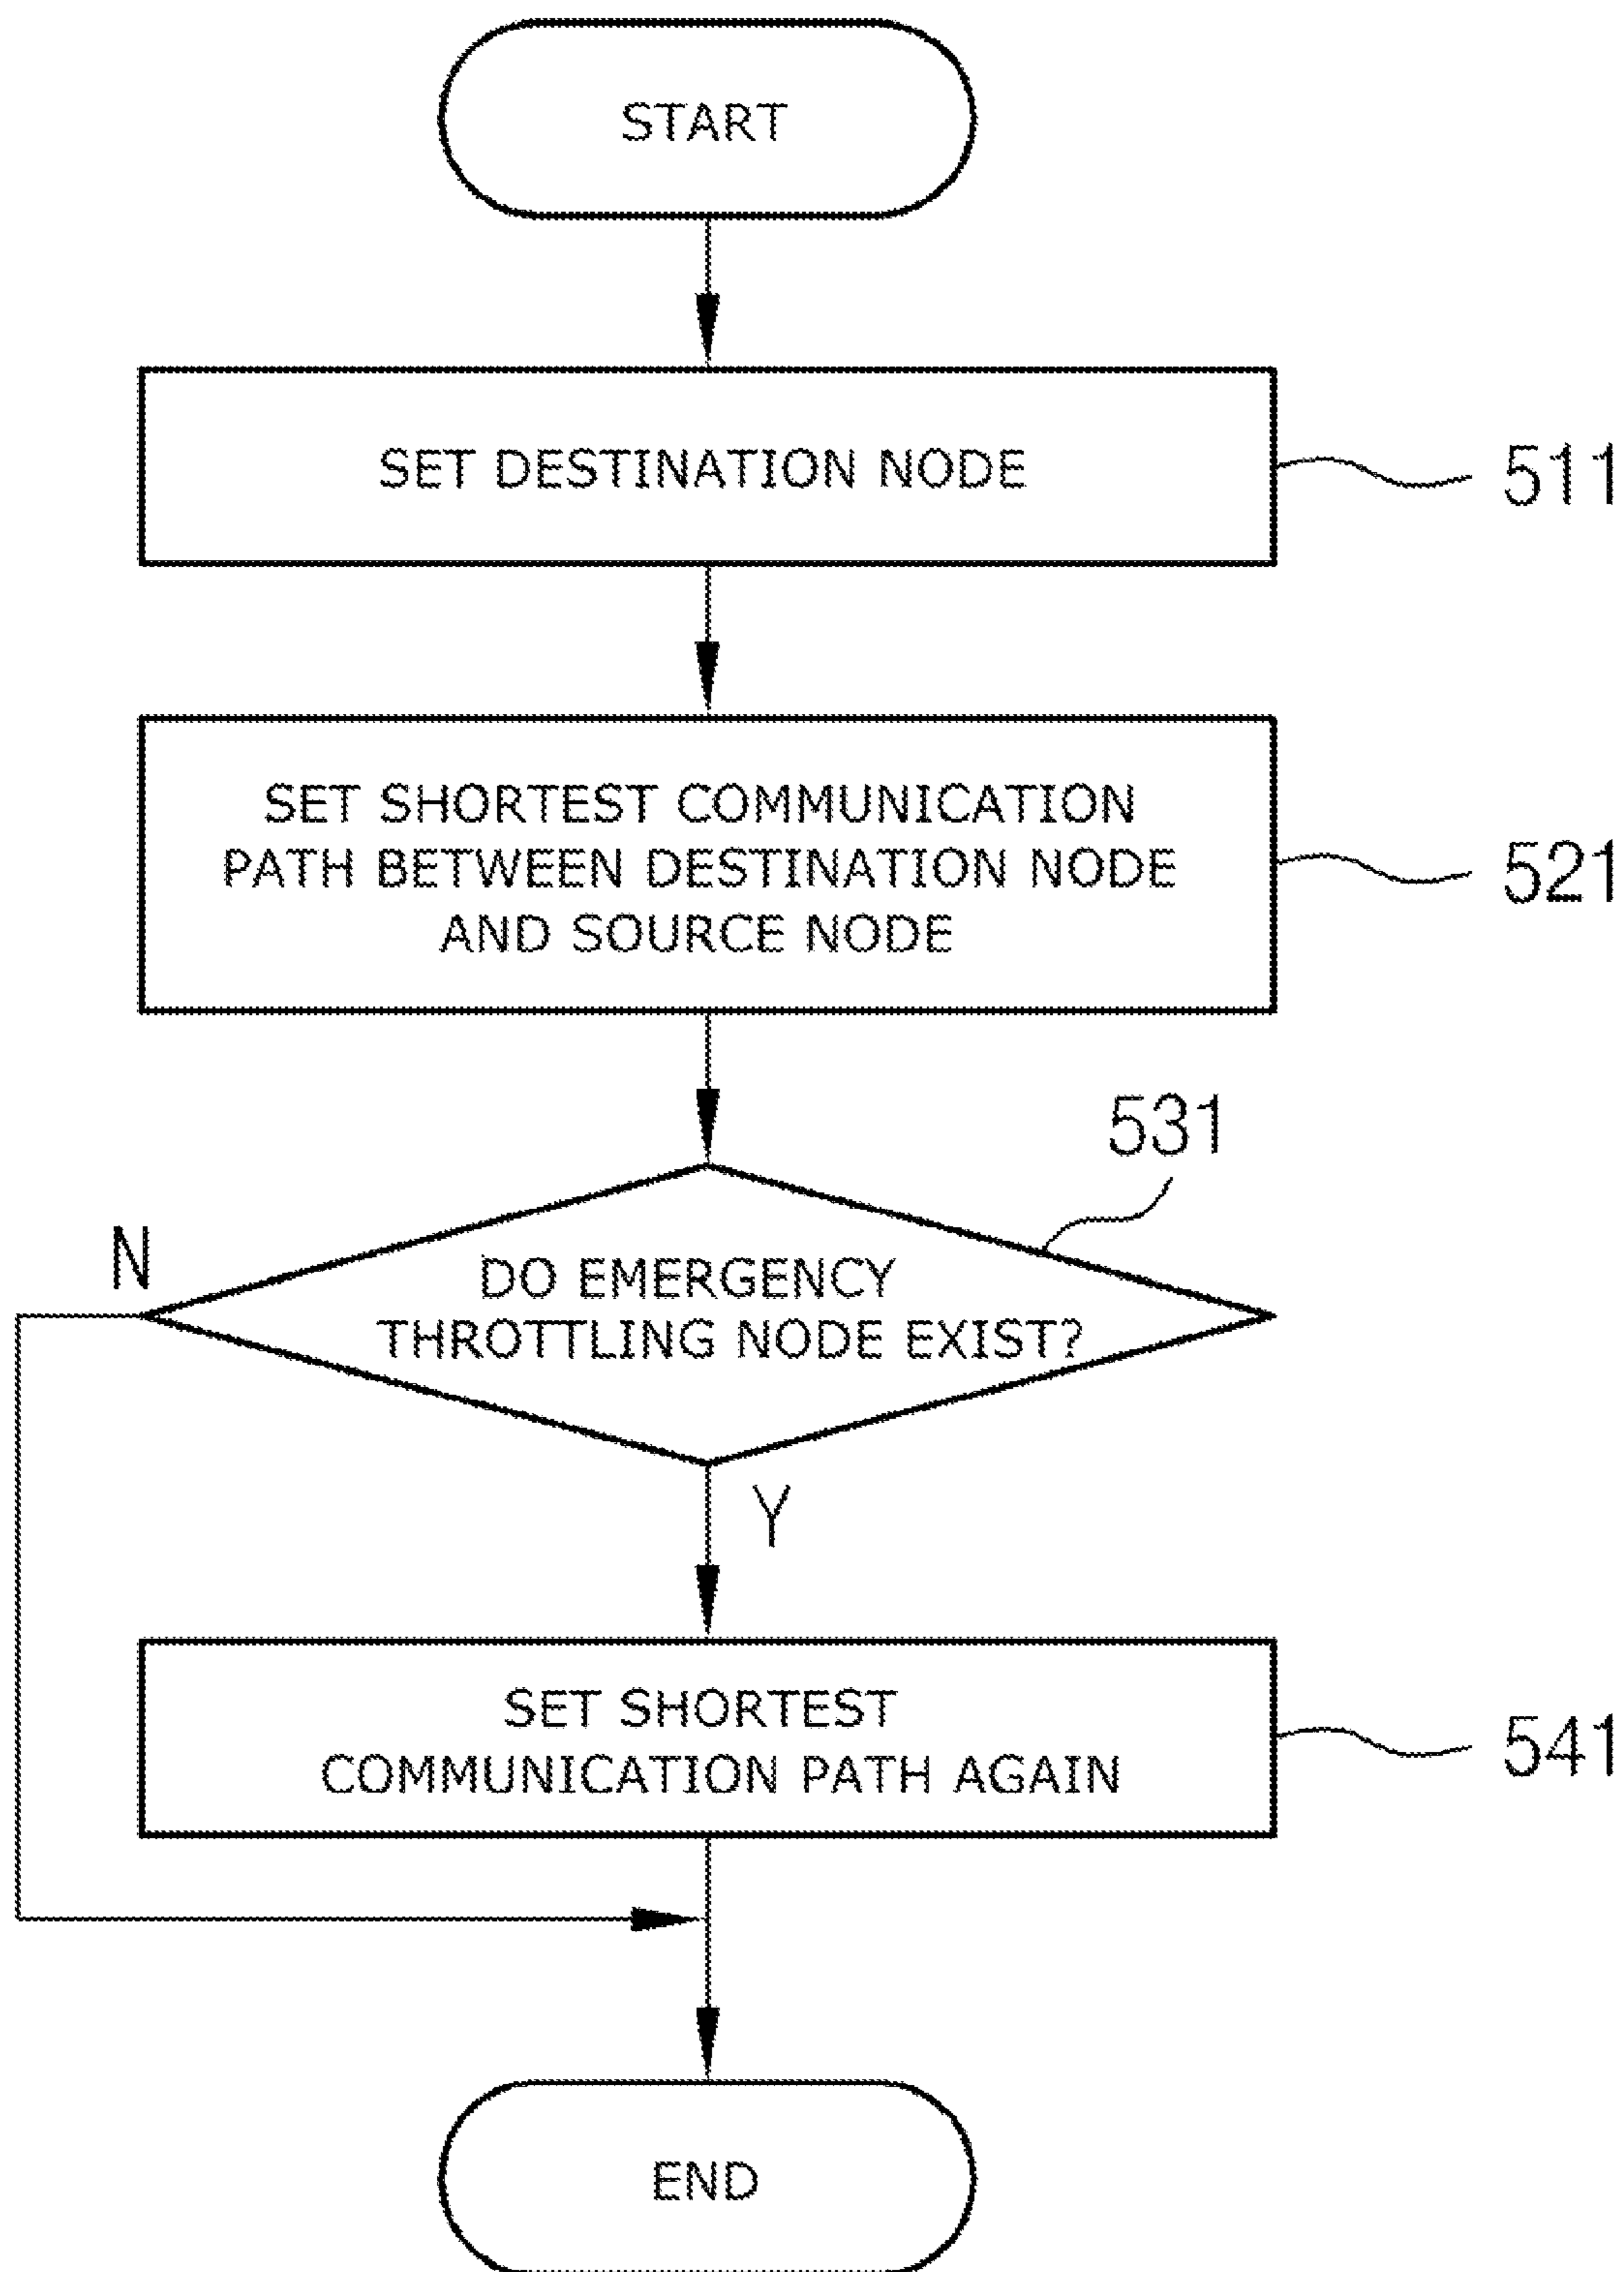 START
SET DESTINATION NODE
511
SET SHORTEST COMMUNICATION
PATH BETWEEN DESTINATION NODE
AND SOURCE NODE
521
531
N
DO EMERGENCY
THROTTLING NODE EXIST?
Y
SET SHORTEST
COMMUNICATION PATH AGAIN
541
END